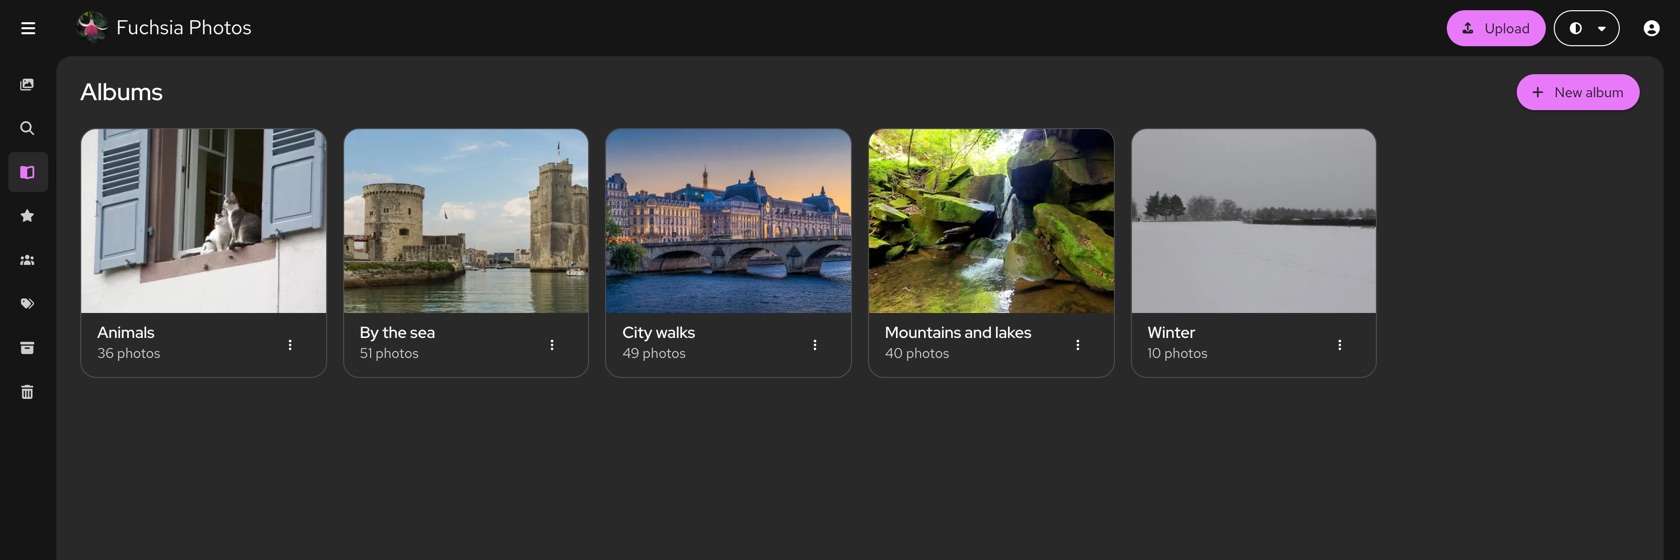 Fuchsia Photos
Upload
Albums
New album
Animals
36 photos
By the sea
51 photos
City walks
49 photos
Mountains and lakes
40 photos
Winter
10 photos